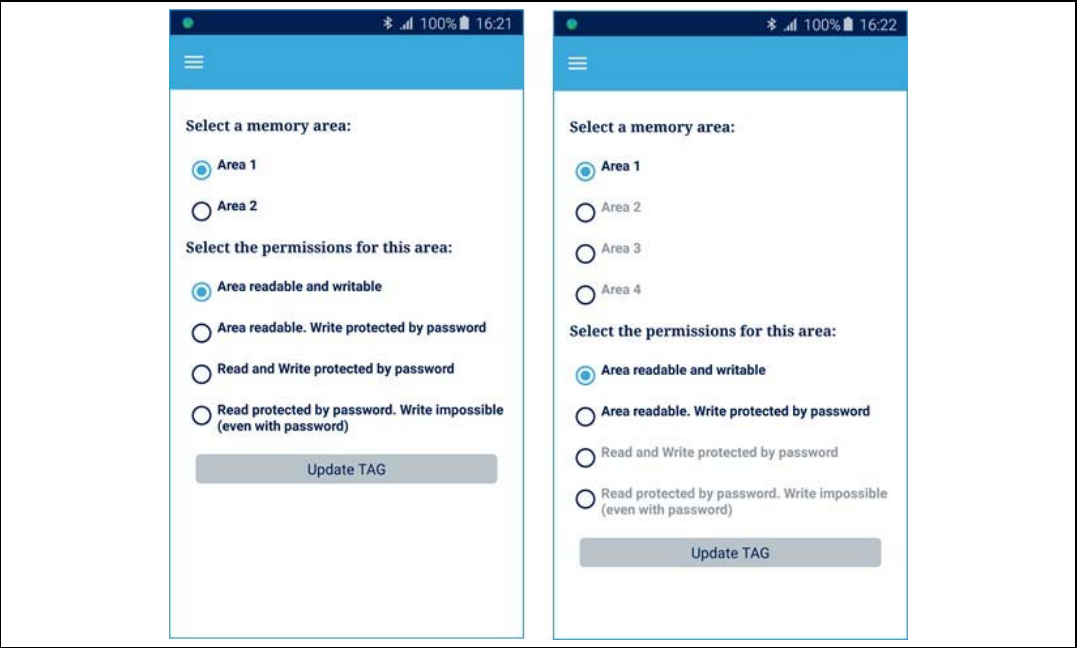 100% 16:21
Select a memory area:
Area 1
Area 2
Select the permissions for this area:
Area readable and writable
Area readable. Write protected by password
Read and Write protected by password
Read protected by password. Write impossible
(even with password)
Update TAG
100% 16:22
Select a memory area:
Area 1
Area 2
Area 3
Area 4
Select the permissions for this area:
Area readable and writable
Area readable. Write protected by password
Read and Write protected by password
Read protected by password. Write impossible
(even with password)
Update TAG